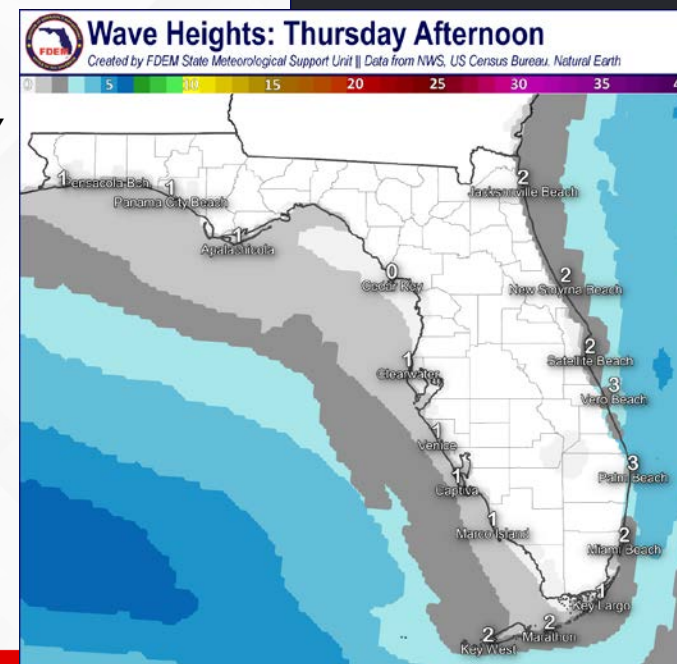 FDEM
Wave Heights: Thursday Afternoon
Created by FDEM State Meteorological Support Unit || Data from NWS, US Census Bureau, Natural Earth
0 5 10 15 20 25 30 35 4
2
Jacksonville Beach
1 Pensacola Bch.
1
Panama City Beach
1
Apalachicola
0
Cedar Key
2
New Smyrna Beach
2
Satellite Beach
1
Clearwater
3
Vero Beach
1
Venice
3
Palm Beach
1
Captiva
1
Marco Island
2
Miami Beach
1
Key Largo
2
Marathon
2
Key West